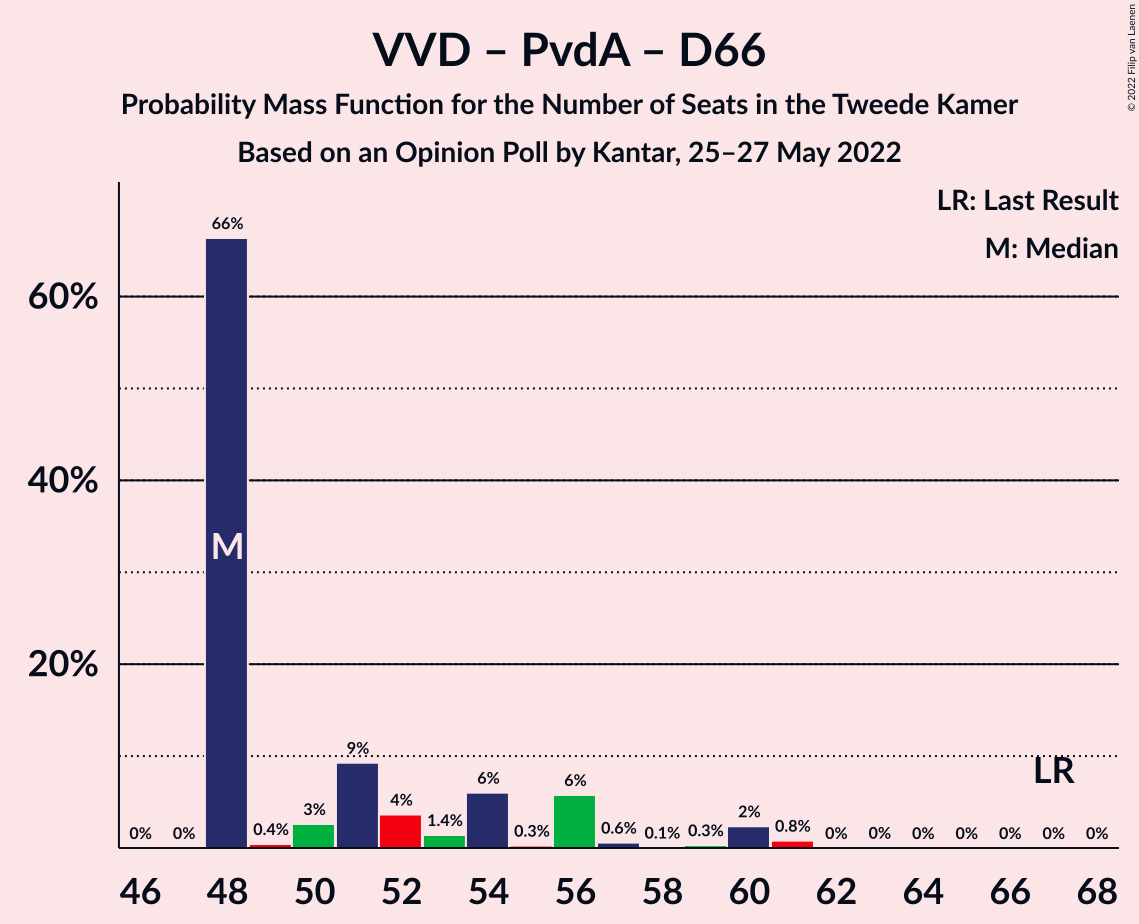 VVD – PvdA – D66
Probability Mass Function for the Number of Seats in the Tweede Kamer
Based on an Opinion Poll by Kantar, 25–27 May 2022
© 2022 Filip van Laenen
LR: Last Result
M: Median
60%
40%
20%
0% 0% 66% 0.4% 3% 9% 4% 1.4% 6% 0.3% 6% 0.6% 0.1% 0.3% 2% 0.8% 0% 0% 0% 0% 0% 0% 0%
M
LR
46 48 50 52 54 56 58 60 62 64 66 68